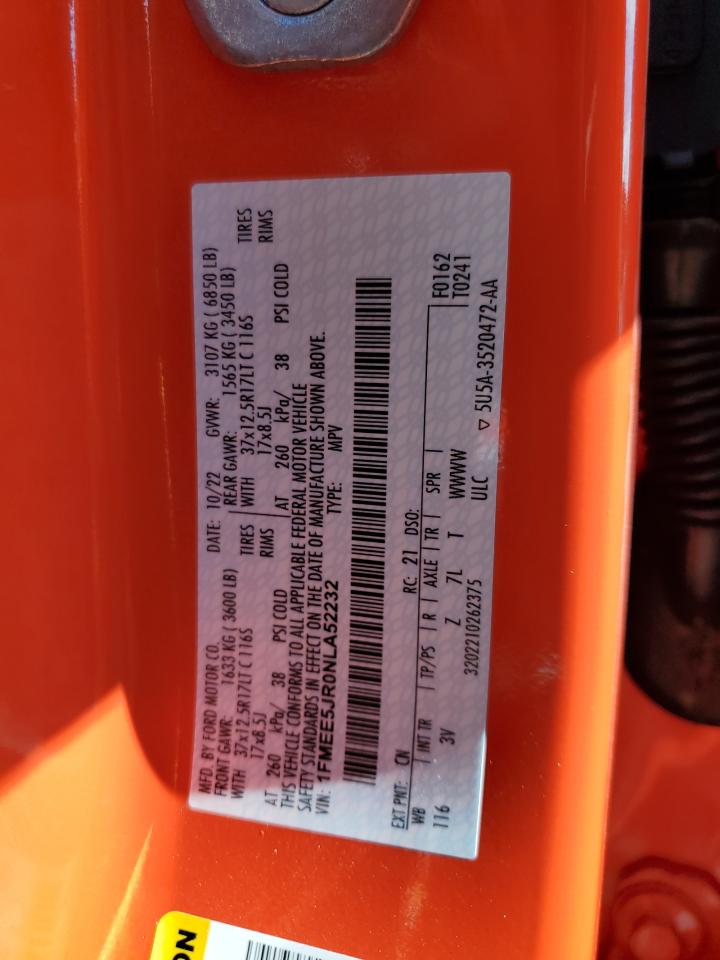 MFD. BY FORD MOTOR CO.
DATE: 10/22 GVWR: 3107 KG ( 6850 LB)
FRONT GAWR: 1633 KG ( 3600 LB) REAR GAWR: 1565 KG ( 3450 LB)
WITH 37x12.5R17LT C 116S TIRES WITH 37x12.5R17LT C 116S TIRES
17x8.5J RIMS 17x8.5J RIMS
AT 260 kPa/ 38 PSI COLD AT 260 kPa/ 38 PSI COLD
THIS VEHICLE CONFORMS TO ALL APPLICABLE FEDERAL MOTOR VEHICLE
SAFETY STANDARDS IN EFFECT ON THE DATE OF MANUFACTURE SHOWN ABOVE.
VIN: 1FMEE5JR0NLA52232 TYPE: MPV
EXT PNT: CN RC: 21 DSO: F0162
WB INT TR TP/PS R AXLE TR SPR T0241
116 3V Z 7L T WWWW
3202210262375 ULC ▽ 5U5A-3520472-AA
ON